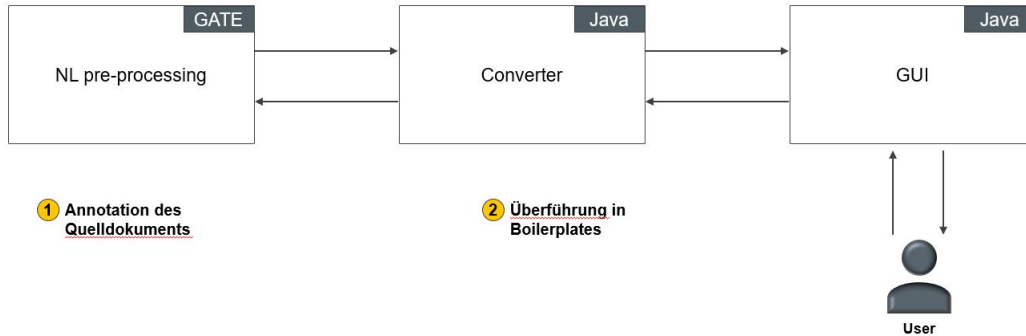 GATE
NL pre-processing
Java
Converter
Java
GUI
1 Annotation des
Quelldokuments
2 Überführung in
Boilerplates
User